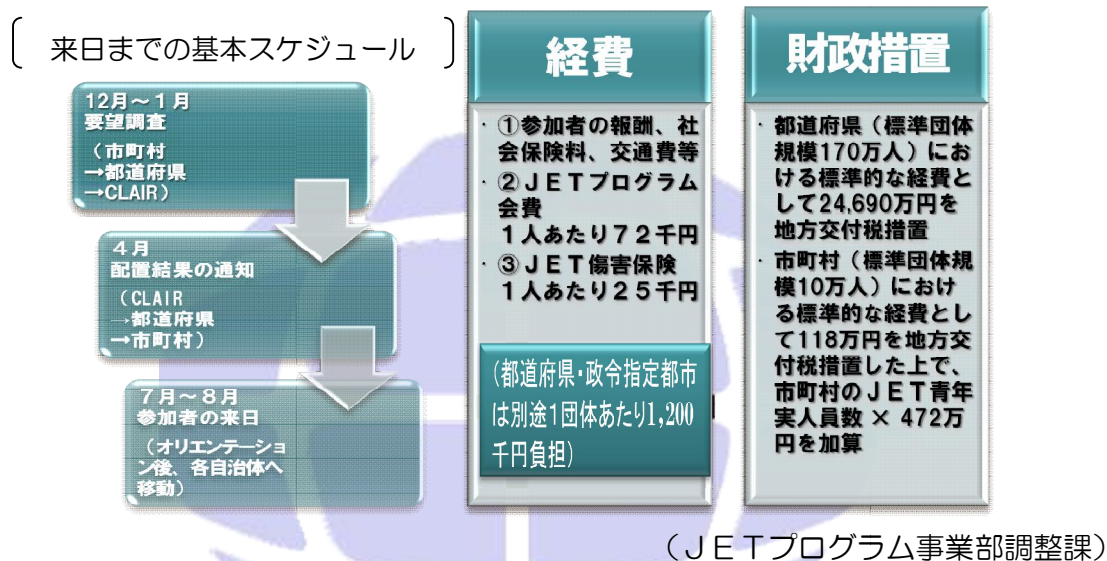 〔 来日までの基本スケジュール 〕
12月～1月
要望調査
（市町村
→都道府県
→CLAIR）
4月
配置結果の通知
（CLAIR
→都道府県
→市町村）
7月～8月
参加者の来日
（オリエンテーショ
ン後、各自治体へ
移動）
経費
・①参加者の報酬、社
会保険料、交通費等
・②ＪＥＴプログラム
会費
１人あたり７２千円
・③ＪＥＴ傷害保険
１人あたり２５千円
（都道府県・政令指定都市
は別途1団体あたり1,200
千円負担）
財政措置
・都道府県（標準団体
規模170万人）にお
ける標準的な経費と
して24,690万円を
地方交付税措置
・市町村（標準団体規
模10万人）におけ
る標準的な経費とし
て118万円を地方交
付税措置した上で、
市町村のＪＥＴ青年
実人員数 × 472万
円を加算
（ＪＥＴプログラム事業部調整課）